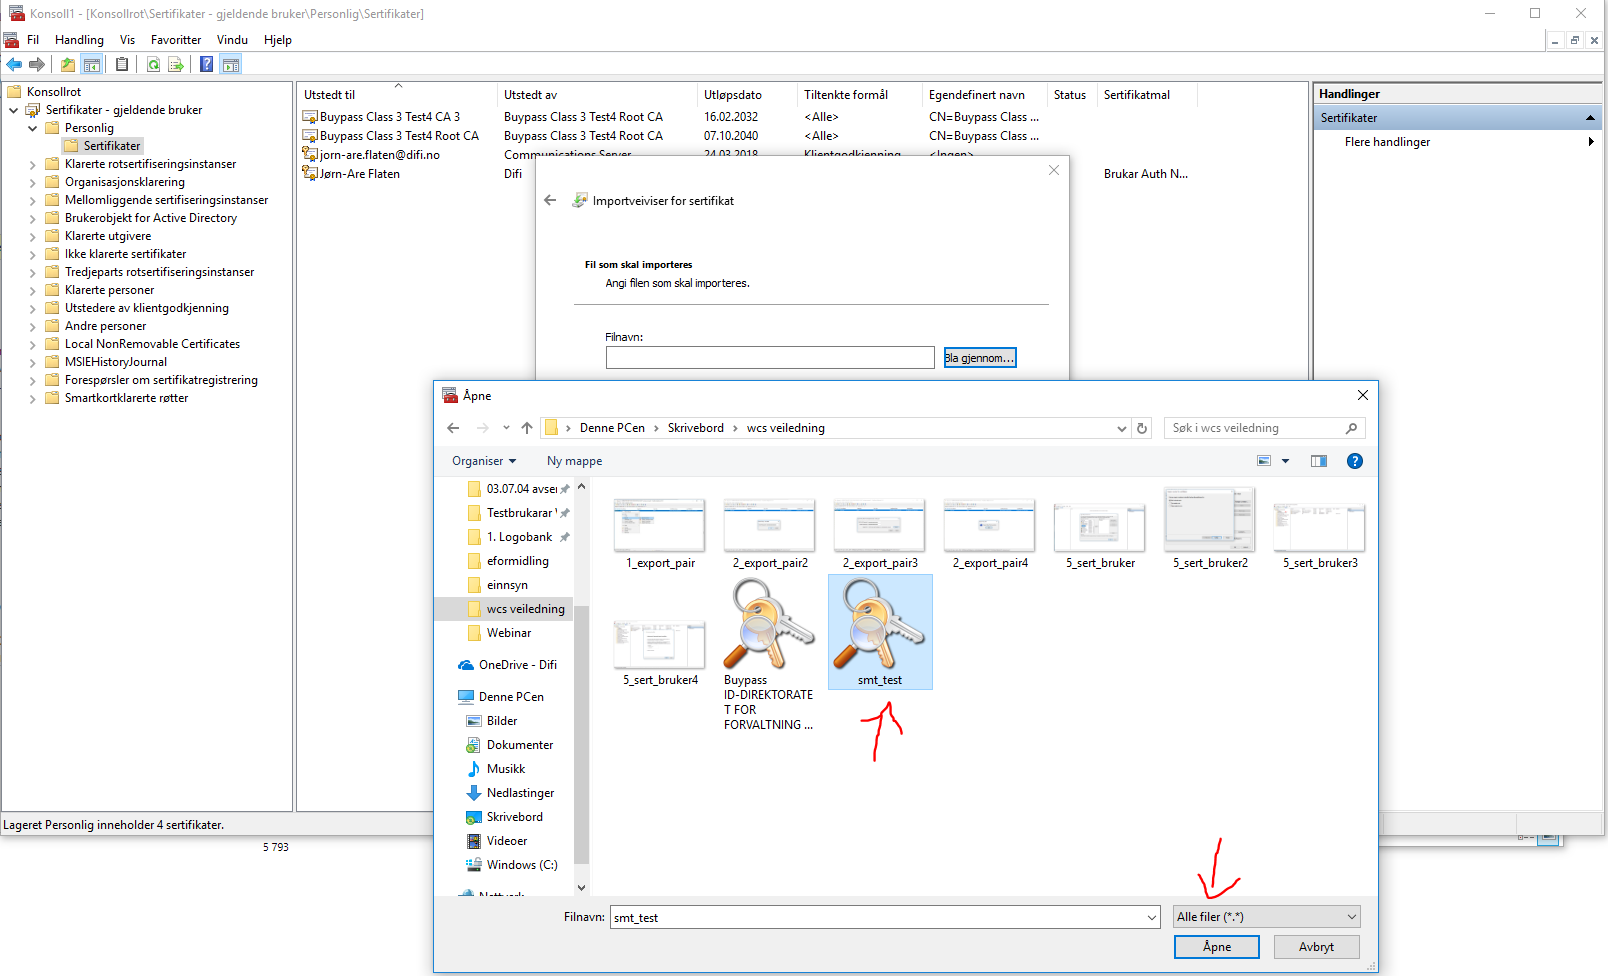 Konsoll1 - [Konsollrot\Sertifikater - gjeldende bruker\Personlig\Sertifikater]
Fil Handling Vis Favoritter Vindu Hjelp
Konsollrot
Sertifikater - gjeldende bruker
Personlig
Sertifikater
Klarerte rotsertifiseringsinstanser
Organisasjonsklarering
Mellomliggende sertifiseringsinstanser
Brukerobjekt for Active Directory
Klarerte utgivere
Ikke klarerte sertifikater
Tredjeparts rotsertifiseringsinstanser
Klarerte personer
Utstedere av klientgodkjenning
Andre personer
Local NonRemovable Certificates
MSIEHistoryJournal
Forespørsler om sertifikatregistrering
Smartkortklarerte røtter
Utstedt til Utstedt av Utløpsdato Tiltenkte formål Egendefinert navn Status Sertifikatmal
Buypass Class 3 Test4 CA 3 Buypass Class 3 Test4 Root CA 16.02.2032 <Alle> CN=Buypass Class ...
Buypass Class 3 Test4 Root CA Buypass Class 3 Test4 Root CA 07.10.2040 <Alle> CN=Buypass Class ...
jorn-are.flaten@difi.no Communications Server 24.03.2018 Klientgodkjenning <Ingen>
Jørn-Are Flaten Difi Brukar Auth N...
Handlinger
Sertifikater
Flere handlinger
Importveiviser for sertifikat
Fil som skal importeres
Angi filen som skal importeres.
Filnavn:
Bla gjennom...
Åpne
Denne PCen Skrivebord wcs veiledning
Søk i wcs veiledning
Organiser Ny mappe
03.07.04 avser
Testbrukarar
1. Logobank
eformidling
einnsyn
wcs veiledning
Webinar
OneDrive - Difi
Denne PCen
Bilder
Dokumenter
Musikk
Nedlastinger
Skrivebord
Videoer
Windows (C:)
Nettverk
1_export_pair 2_export_pair2 2_export_pair3 2_export_pair4 5_sert_bruker 5_sert_bruker2 5_sert_bruker3
5_sert_bruker4
Buypass
ID-DIREKTORATE
T FOR
FORVALTNING ...
smt_test
Filnavn: smt_test Alle filer (*.*)
Åpne Avbryt
Lageret Personlig inneholder 4 sertifikater.
5 793